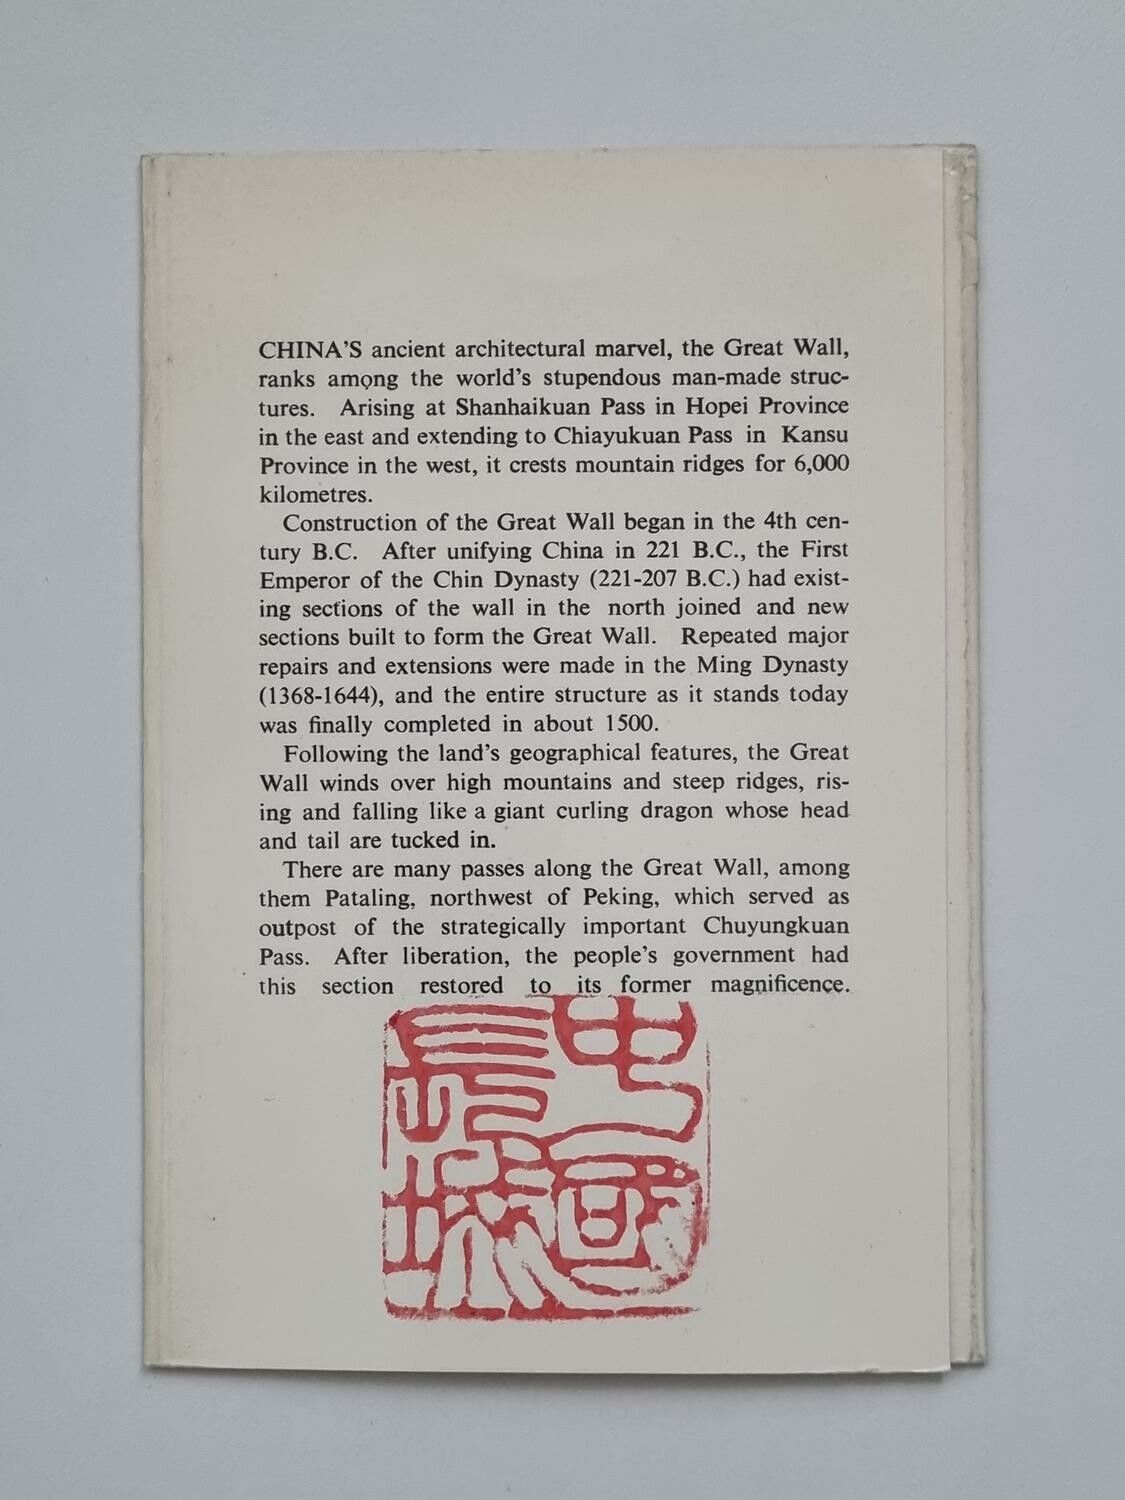 CHINA'S ancient architectural marvel, the Great Wall,
ranks among the world's stupendous man-made struc-
tures. Arising at Shanhaikuan Pass in Hopei Province
in the east and extending to Chiayukuan Pass in Kansu
Province in the west, it crests mountain ridges for 6,000
kilometres.
Construction of the Great Wall began in the 4th cen-
tury B.C. After unifying China in 221 B.C., the First
Emperor of the Chin Dynasty (221-207 B.C.) had exist-
ing sections of the wall in the north joined and new
sections built to form the Great Wall. Repeated major
repairs and extensions were made in the Ming Dynasty
(1368-1644), and the entire structure as it stands today
was finally completed in about 1500.
Following the land's geographical features, the Great
Wall winds over high mountains and steep ridges, ris-
ing and falling like a giant curling dragon whose head
and tail are tucked in.
There are many passes along the Great Wall, among
them Pataling, northwest of Peking, which served as
outpost of the strategically important Chuyungkuan
Pass. After liberation, the people's government had
this section restored to its former magnificence.
中國
長城